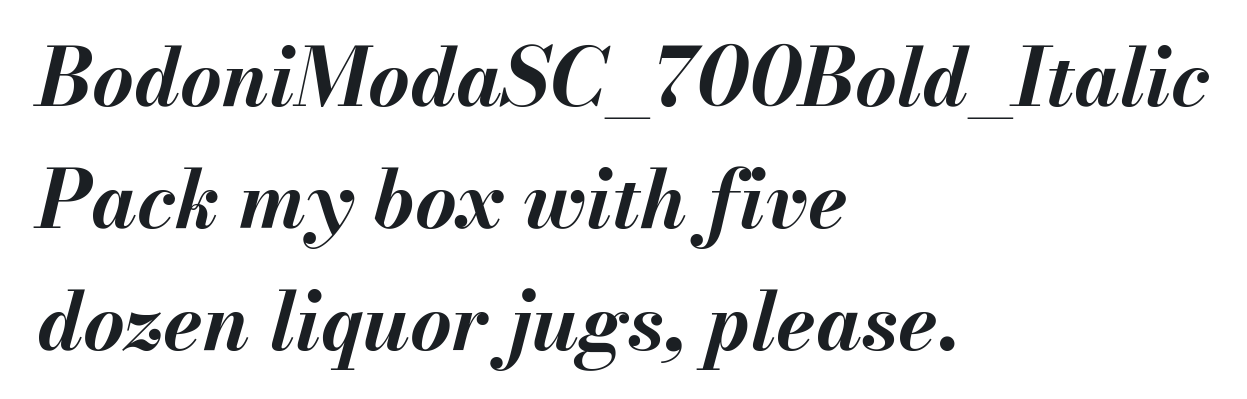 BodoniModaSC_700Bold_Italic
Pack my box with five
dozen liquor jugs, please.